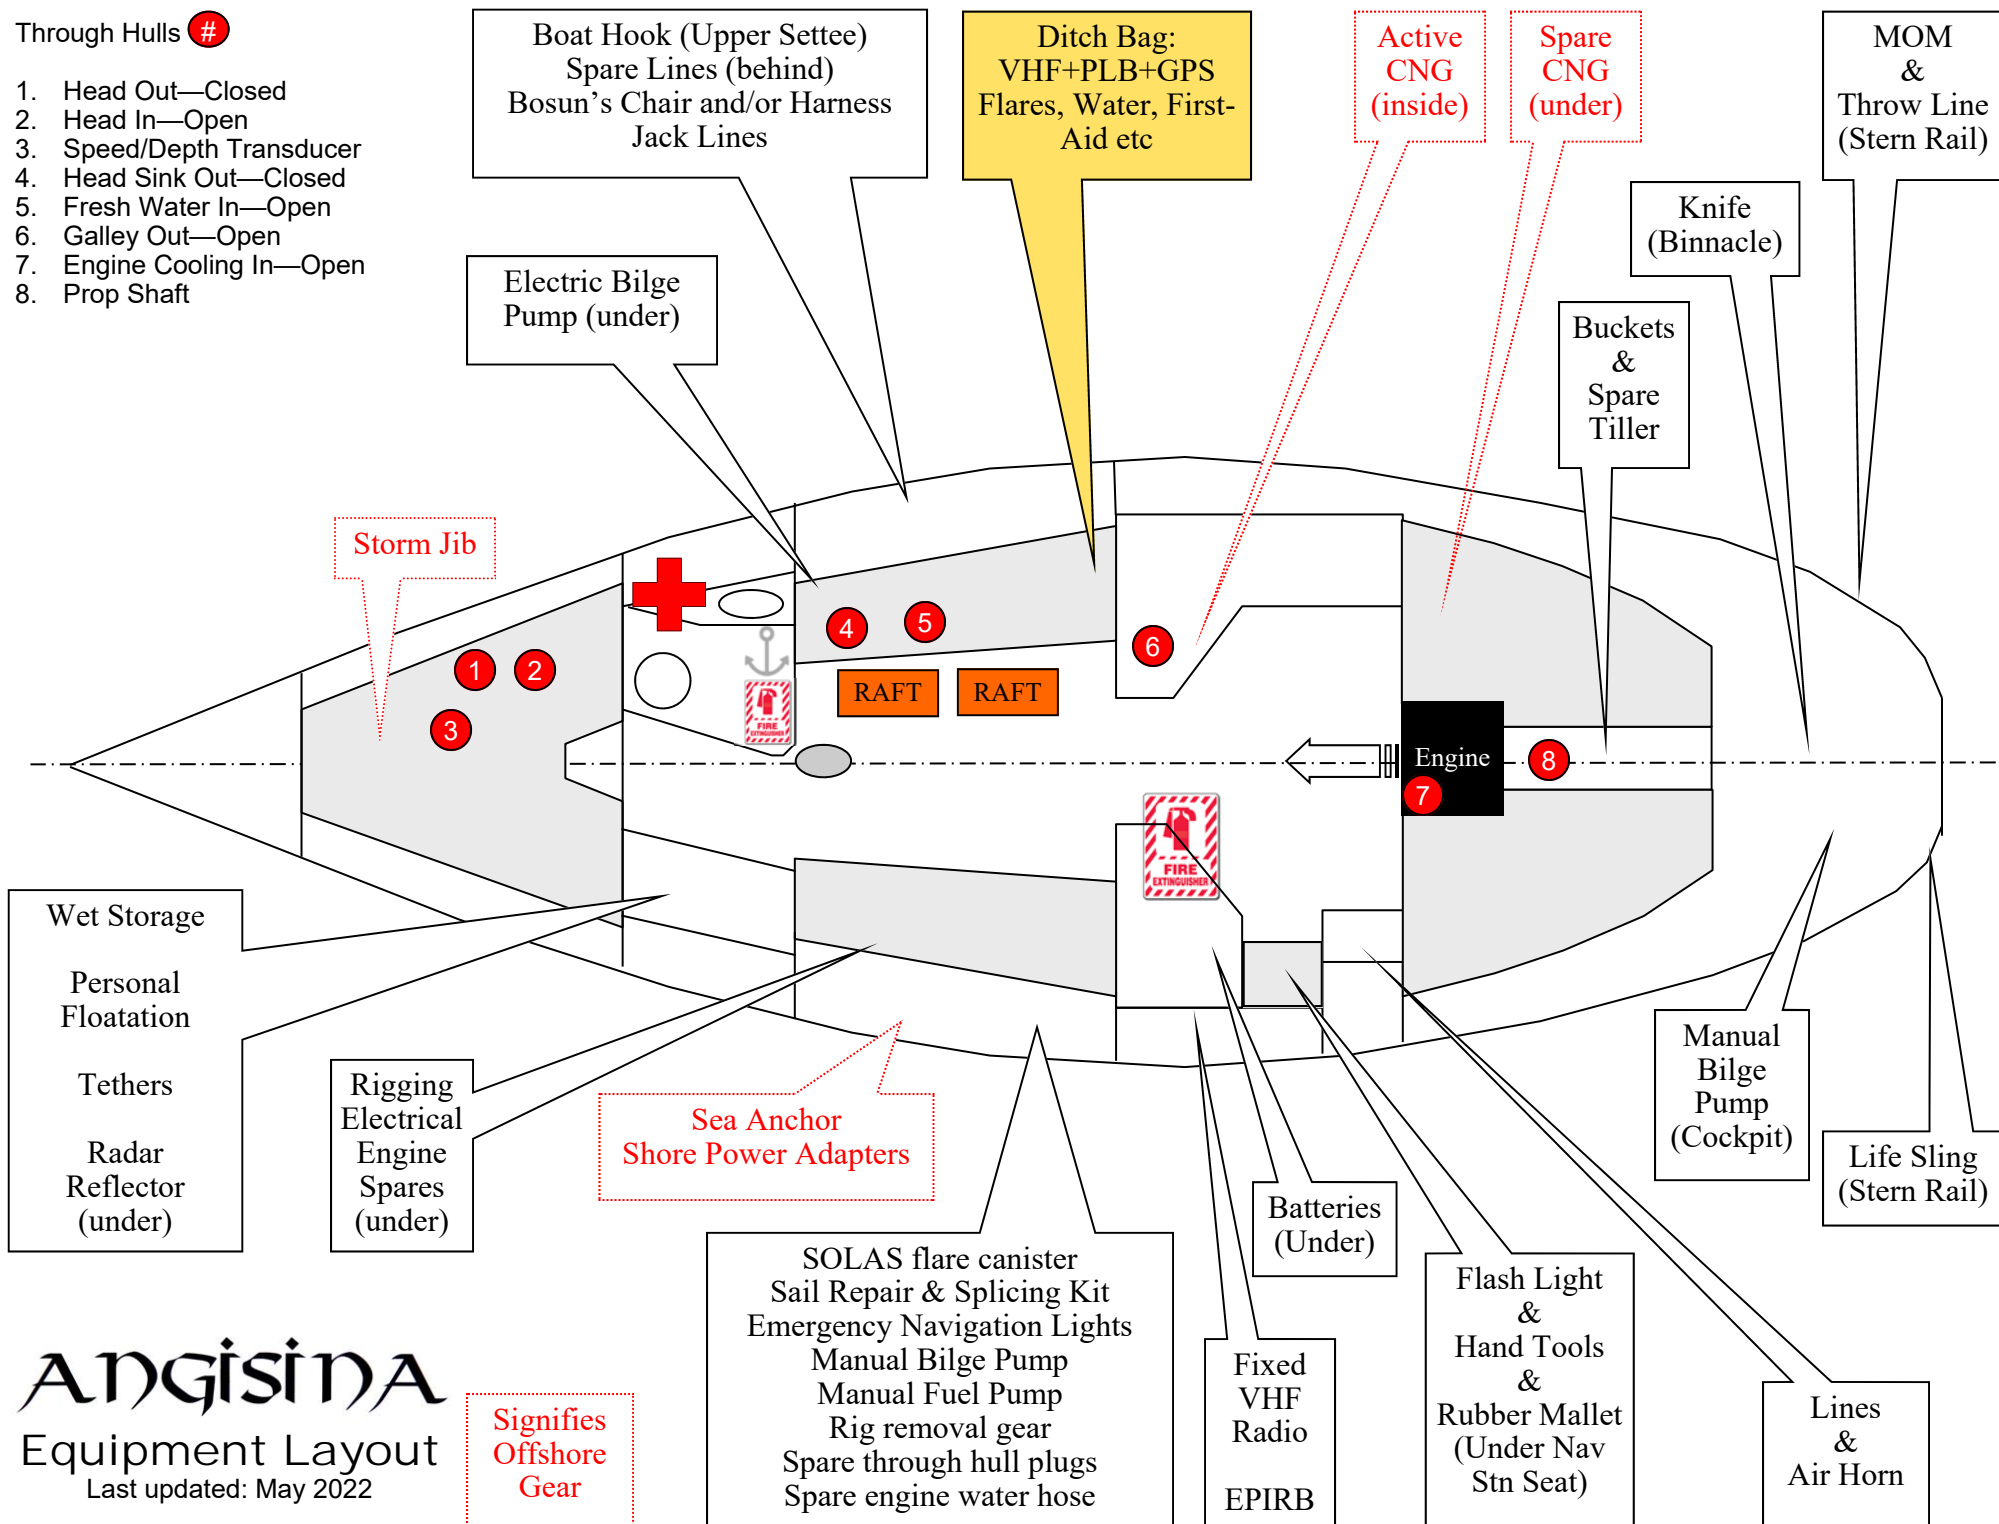 Through Hulls #
1. Head Out—Closed
2. Head In—Open
3. Speed/Depth Transducer
4. Head Sink Out—Closed
5. Fresh Water In—Open
6. Galley Out—Open
7. Engine Cooling In—Open
8. Prop Shaft
Boat Hook (Upper Settee)
Spare Lines (behind)
Bosun's Chair and/or Harness
Jack Lines
Ditch Bag:
VHF+PLB+GPS
Flares, Water, First-
Aid etc
Active
CNG
(inside)
Spare
CNG
(under)
MOM
&
Throw Line
(Stern Rail)
Knife
(Binnacle)
Electric Bilge
Pump (under)
Buckets
&
Spare
Tiller
Storm Jib
1
2
3
4
5
6
RAFT
RAFT
FIRE
EXTINGUISHER
Engine
7
8
FIRE
EXTINGUISHER
Wet Storage
Personal
Floatation
Tethers
Radar
Reflector
(under)
Rigging
Electrical
Engine
Spares
(under)
Sea Anchor
Shore Power Adapters
Manual
Bilge
Pump
(Cockpit)
Life Sling
(Stern Rail)
Batteries
(Under)
SOLAS flare canister
Sail Repair & Splicing Kit
Emergency Navigation Lights
Manual Bilge Pump
Manual Fuel Pump
Rig removal gear
Spare through hull plugs
Spare engine water hose
Fixed
VHF
Radio
EPIRB
Flash Light
&
Hand Tools
&
Rubber Mallet
(Under Nav
Stn Seat)
Lines
&
Air Horn
ANGISINA
Equipment Layout
Last updated: May 2022
Signifies
Offshore
Gear